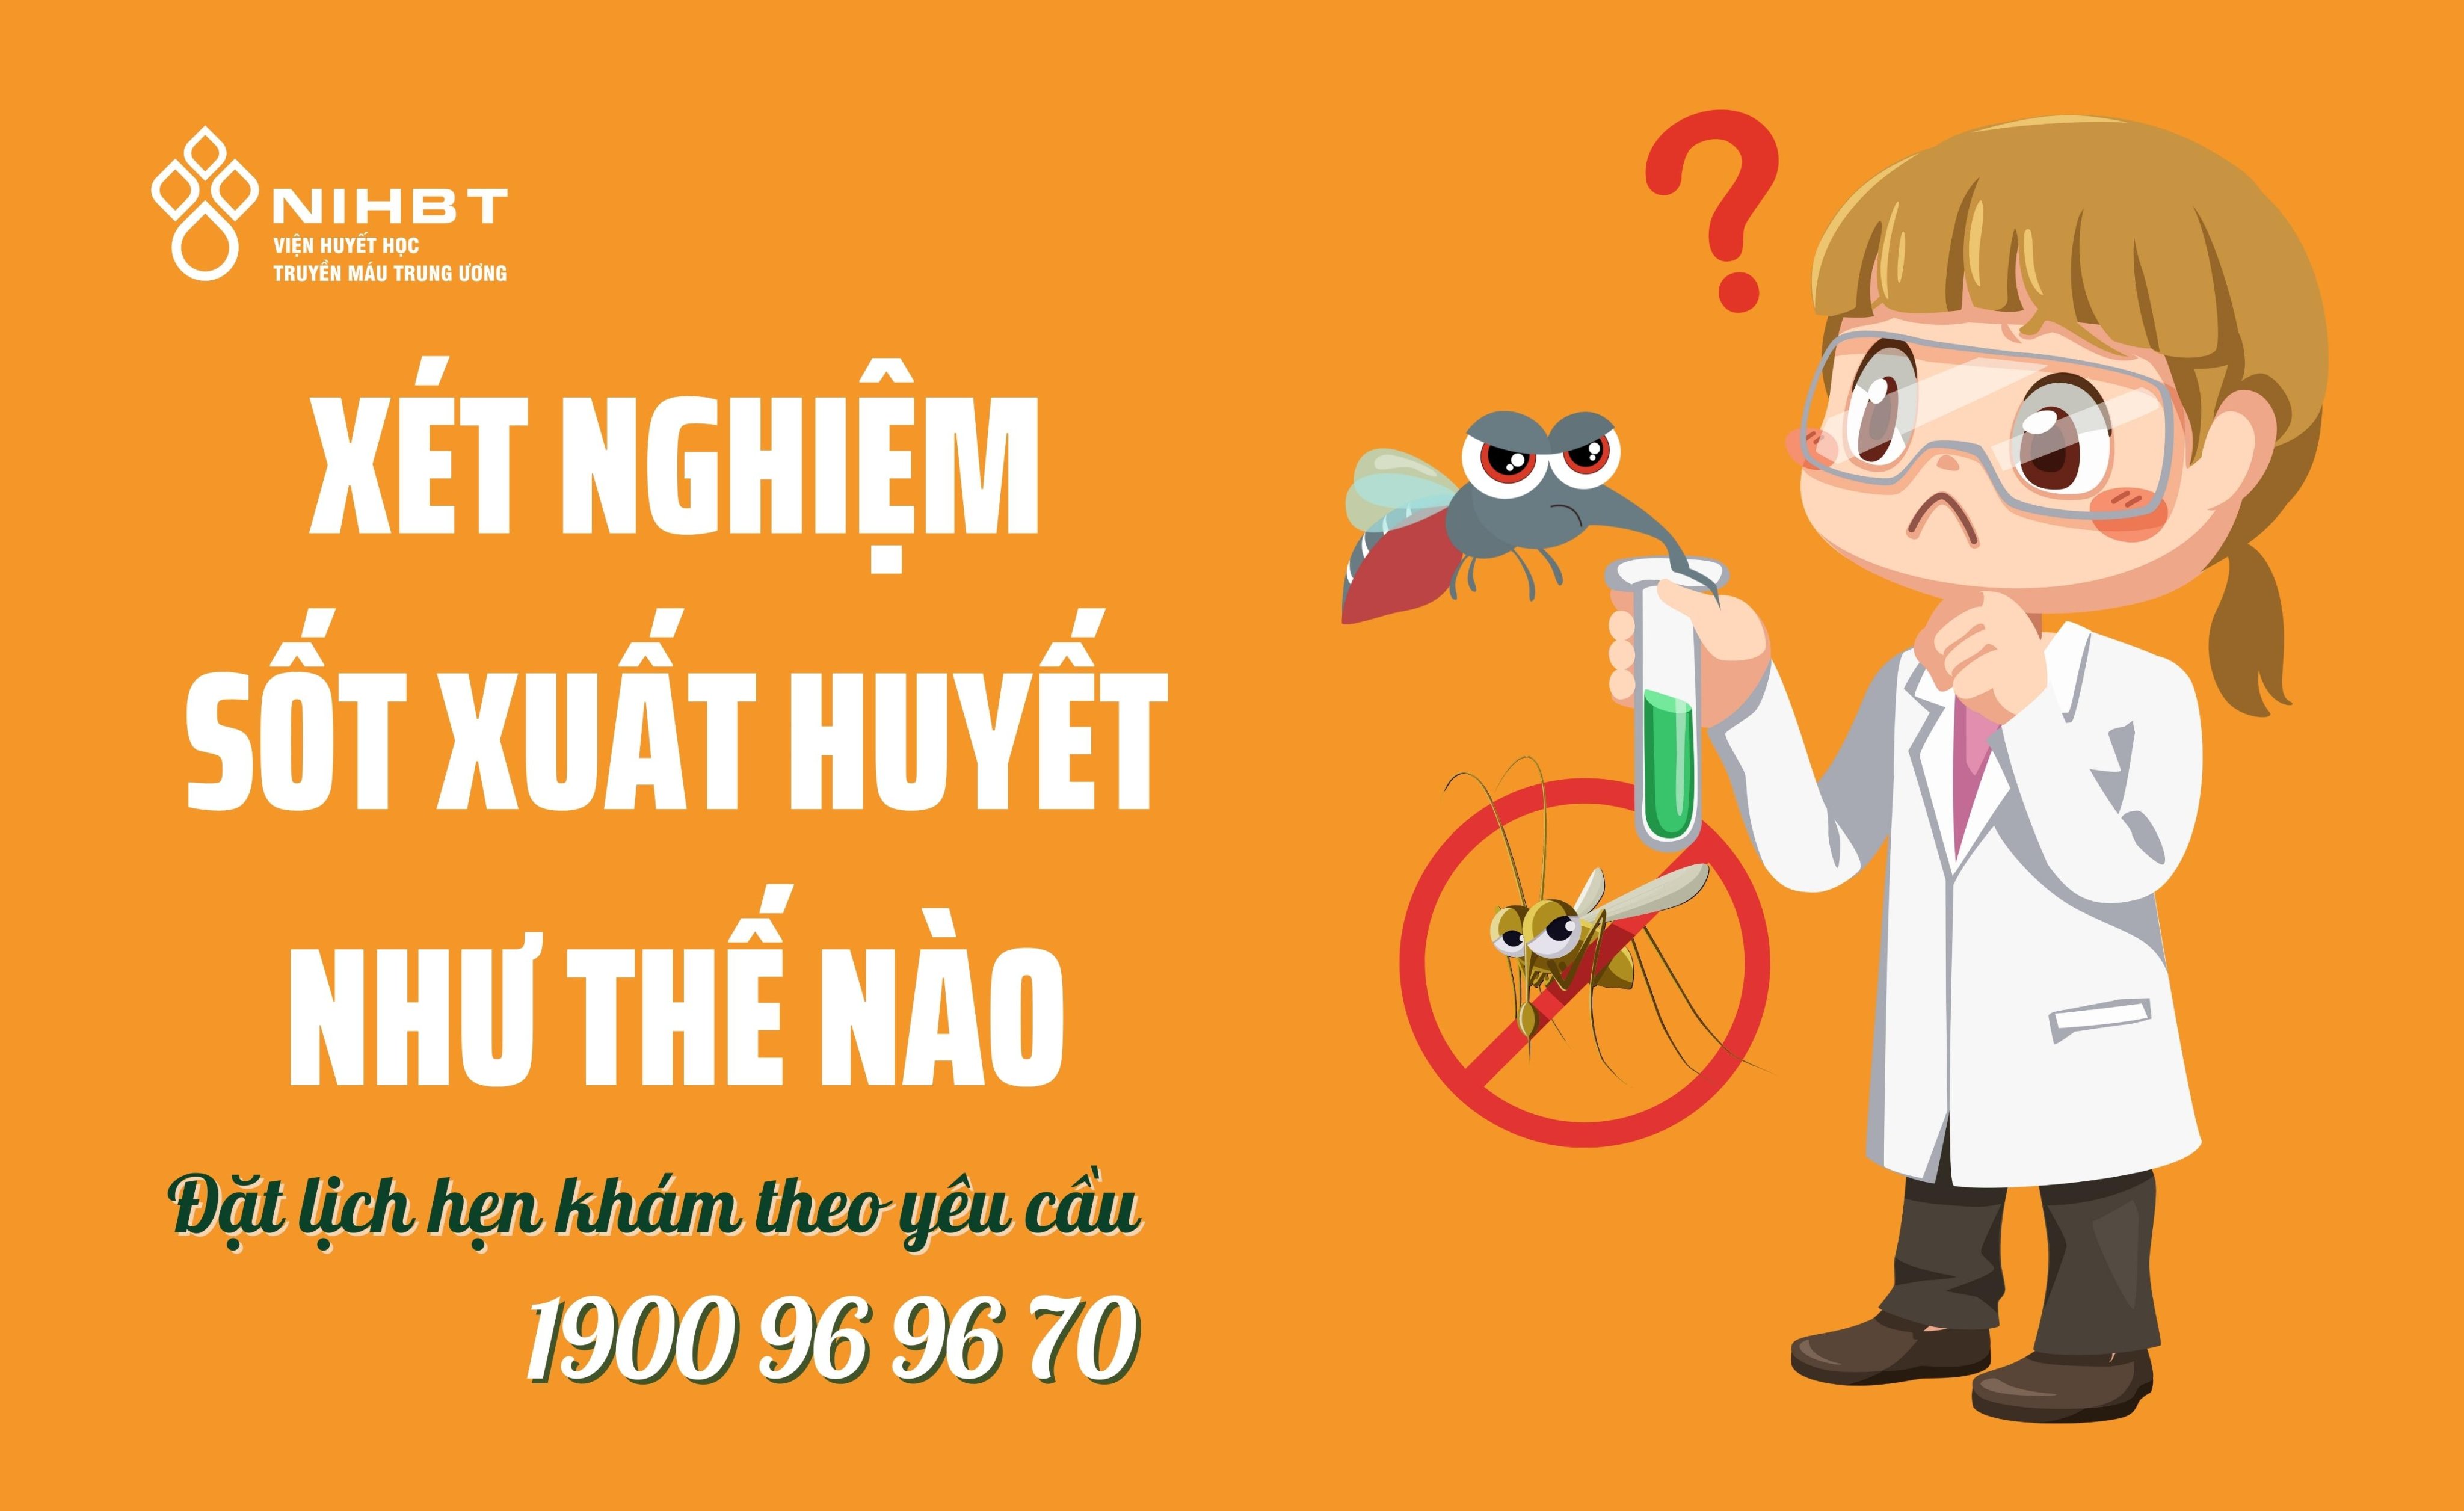 NIHBT
VIỆN HUYẾT HỌC
TRUYỀN MÁU TRUNG ƯƠNG
XÉT NGHIỆM
SỐT XUẤT HUYẾT
NHƯ THẾ NÀO
Đặt lịch hẹn khám theo yêu cầu
1900 96 96 70
?